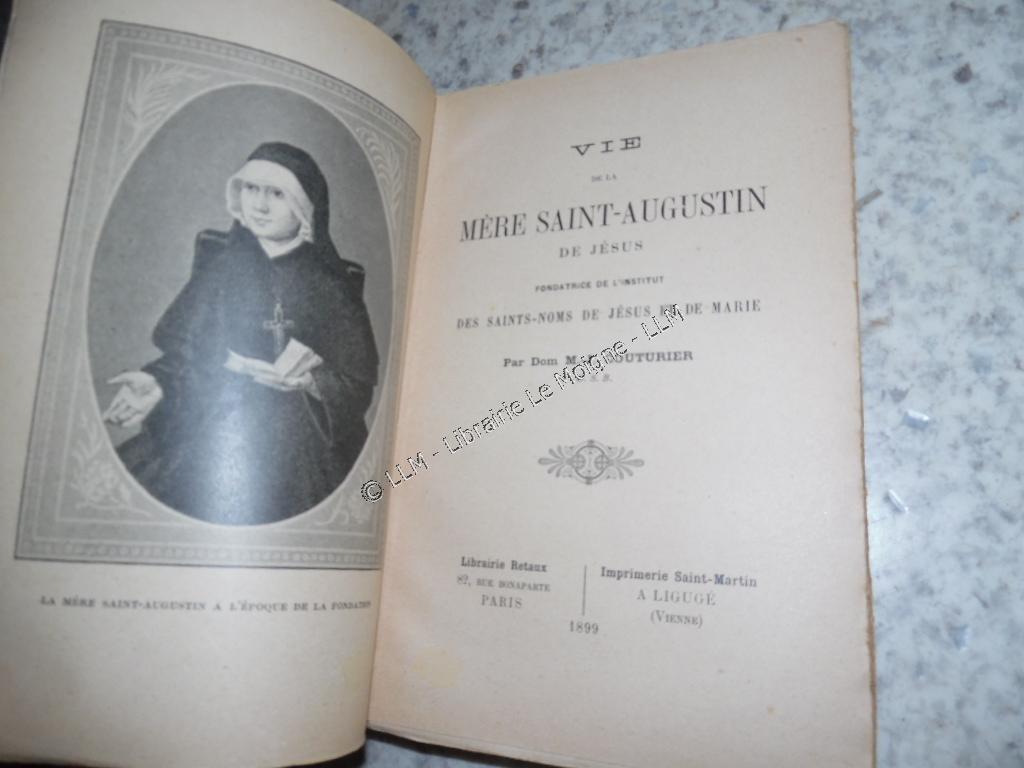 LA MÈRE SAINT-AUGUSTIN A L'ÉPOQUE DE LA FONDATION
VIE
DE LA
MÈRE SAINT-AUGUSTIN
DE JÉSUS
FONDATRICE DE L'INSTITUT
DES SAINTS-NOMS DE JÉSUS ET DE MARIE
Par Dom M. COUTURIER
S. B.
Librairie Retaux
82, RUE BONAPARTE
PARIS
Imprimerie Saint-Martin
A LIGUGÉ
(VIENNE)
1899
© LLM - Librairie Le Moigne - LLM